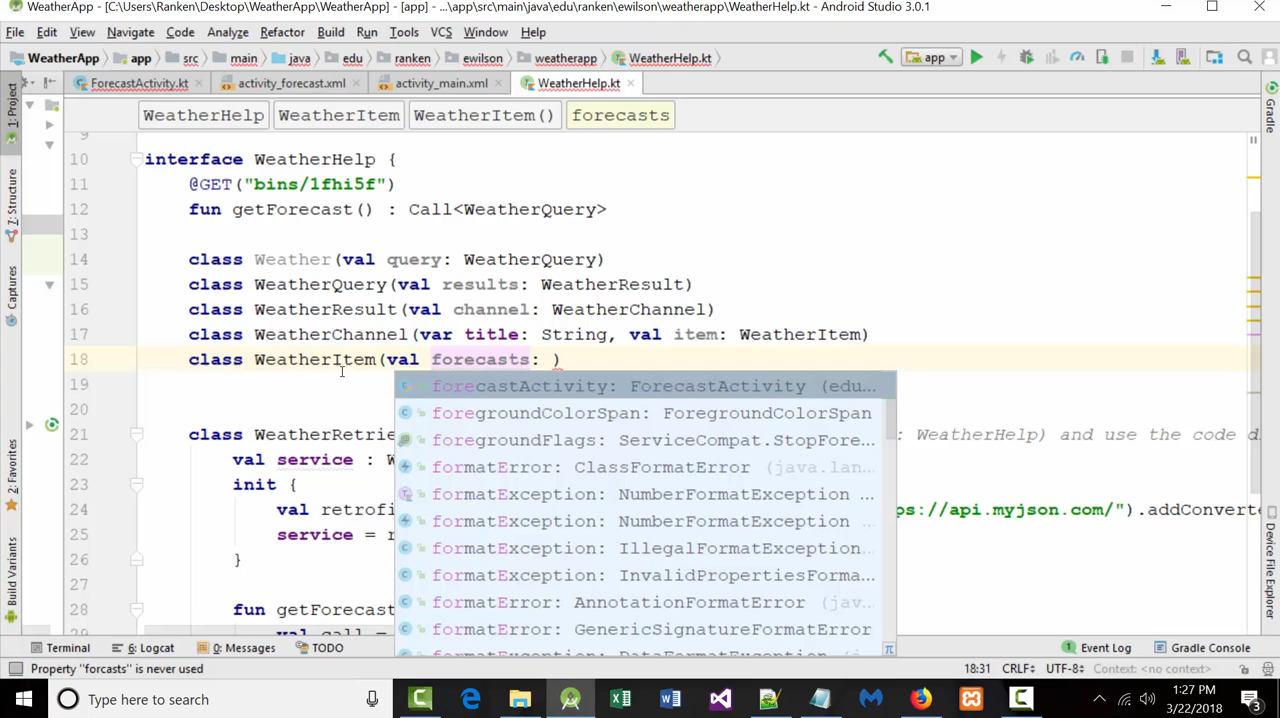 WeatherApp - [C:\Users\Ranken\Desktop\WeatherApp\WeatherApp] - [app] - ...\app\src\main\java\edu\ranken\ewilson\weatherapp\WeatherHelp.kt - Android Studio 3.0.1
File Edit View Navigate Code Analyze Refactor Build Run Tools VCS Window Help
WeatherApp app src main java edu ranken ewilson weatherapp WeatherHelp.kt app
ForecastActivity.kt activity_forecast.xml activity_main.xml WeatherHelp.kt
WeatherHelp WeatherItem WeatherItem() forecasts
1: Project
7: Structure
Captures
2: Favorites
Build Variants
Gradle
Device File Explorer
9
10 interface WeatherHelp {
11 @GET("bins/1fhi5f")
12 fun getForecast() : Call<WeatherQuery>
13
14 class Weather(val query: WeatherQuery)
15 class WeatherQuery(val results: WeatherResult)
16 class WeatherResult(val channel: WeatherChannel)
17 class WeatherChannel(var title: String, val item: WeatherItem)
18 class WeatherItem(val forecasts: )
19
20
21 class WeatherRetrie : WeatherHelp) and use the code d
22 val service : W
23 init {
24 val retrofi ps://api.myjson.com/").addConverte
25 service = r
26 }
27
28 fun getForecast
29 val call =
forecastActivity: ForecastActivity (edu...
foregroundColorSpan: ForegroundColorSpan
foregroundFlags: ServiceCompat.StopFore...
formatError: ClassFormatError (java.lan...
formatException: NumberFormatException ...
formatException: NumberFormatException
formatException: IllegalFormatException...
formatException: InvalidPropertiesForma...
formatError: AnnotationFormatError (jav...
formatError: GenericSignatureFormatError
formatException: DataFormatException (j...
π
Terminal 6: Logcat 0: Messages TODO Event Log Gradle Console
Property "forcasts" is never used 18:31 CRLF UTF-8 Context: <no context>
Type here to search 1:27 PM
3/22/2018
3